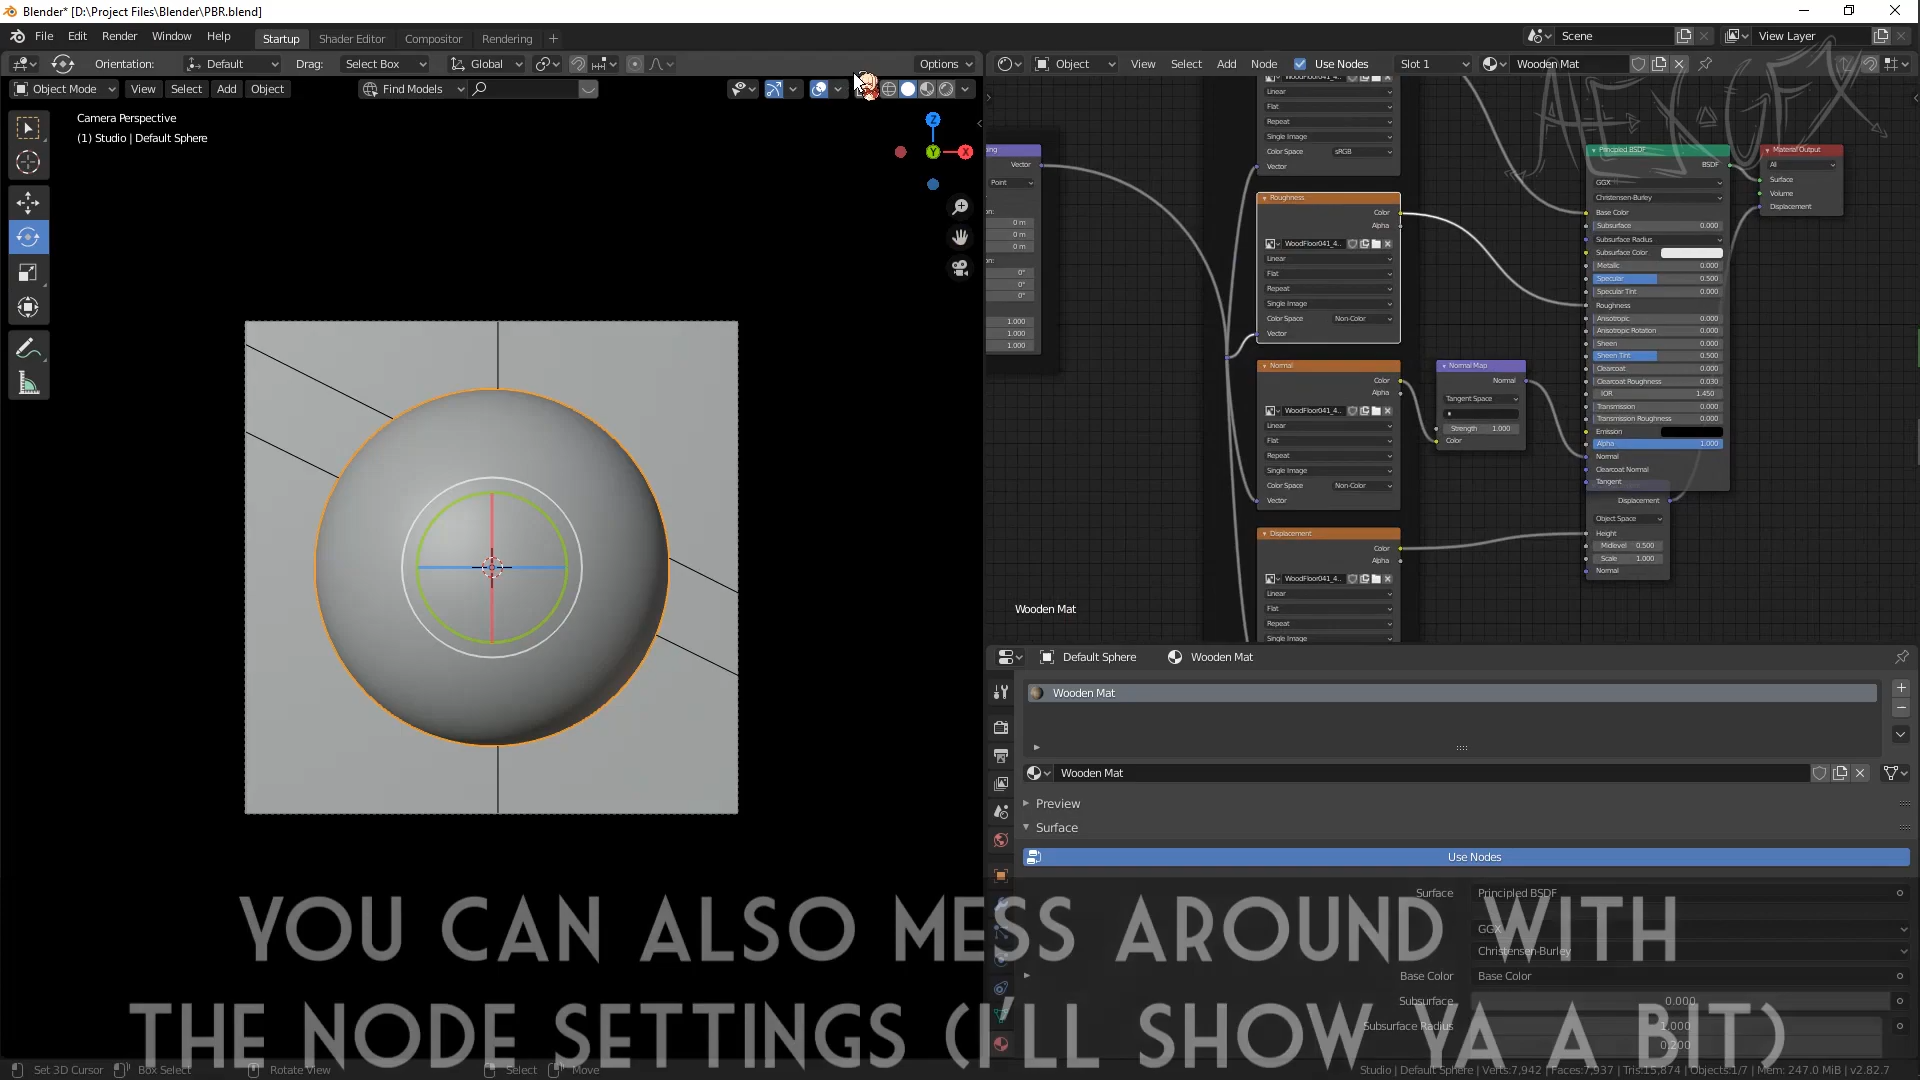 Blender* [D:\Project Files\Blender\PBR.blend]
File Edit Render Window Help Startup Shader Editor Compositor Rendering +
Scene View Layer
Orientation: Default Drag: Select Box Global Options
Object View Select Add Node Use Nodes Slot 1 Wooden Mat
Object Mode View Select Add Object Find Models
Camera Perspective
(1) Studio | Default Sphere
Z
Y
X
AEXGFX
Vector
Point
0 m
0 m
0 m
0°
0°
0°
1.000
1.000
1.000
Linear
Flat
Repeat
Single Image
Color Space sRGB
Vector
Roughness
Color
Alpha
WoodFloor041_4..
Linear
Flat
Repeat
Single Image
Color Space Non-Color
Vector
Normal
Color
Alpha
WoodFloor041_4..
Linear
Flat
Repeat
Single Image
Color Space Non-Color
Vector
Displacement
Color
Alpha
WoodFloor041_4..
Linear
Flat
Repeat
Single Image
Normal Map
Normal
Tangent Space
Strength 1.000
Color
Principled BSDF
BSDF
GGX
Christensen-Burley
Base Color
Subsurface 0.000
Subsurface Radius
Subsurface Color
Metallic 0.000
Specular 0.500
Specular Tint 0.000
Roughness
Anisotropic 0.000
Anisotropic Rotation 0.000
Sheen 0.000
Sheen Tint 0.500
Clearcoat 0.000
Clearcoat Roughness 0.030
IOR 1.450
Transmission 0.000
Transmission Roughness 0.000
Emission
Alpha 1.000
Normal
Clearcoat Normal
Tangent
Displacement
Object Space
Height
Midlevel 0.500
Scale 1.000
Normal
Material Output
All
Surface
Volume
Displacement
Wooden Mat
Default Sphere Wooden Mat
Wooden Mat
Wooden Mat
Preview
Surface
Use Nodes
Surface Principled BSDF
GGX
Christensen-Burley
Base Color Base Color
Subsurface 0.000
Subsurface Radius 1.000
0.200
YOU CAN ALSO MESS AROUND WITH
THE NODE SETTINGS (I'LL SHOW YA A BIT)
Set 3D Cursor Box Select Rotate View Select Move
Studio | Default Sphere | Verts:7,942 | Faces:7,937 | Tris:15,874 | Objects:1/7 | Mem: 247.0 MiB | v2.82.7